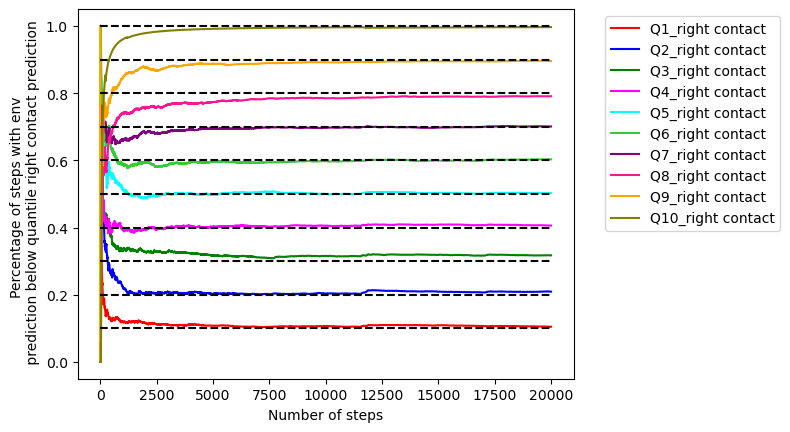 Percentage of steps with env
prediction below quantile right contact prediction
1.0
0.8
0.6
0.4
0.2
0.0
0
2500
5000
7500
10000
12500
15000
17500
20000
Number of steps
Q1_right contact
Q2_right contact
Q3_right contact
Q4_right contact
Q5_right contact
Q6_right contact
Q7_right contact
Q8_right contact
Q9_right contact
Q10_right contact